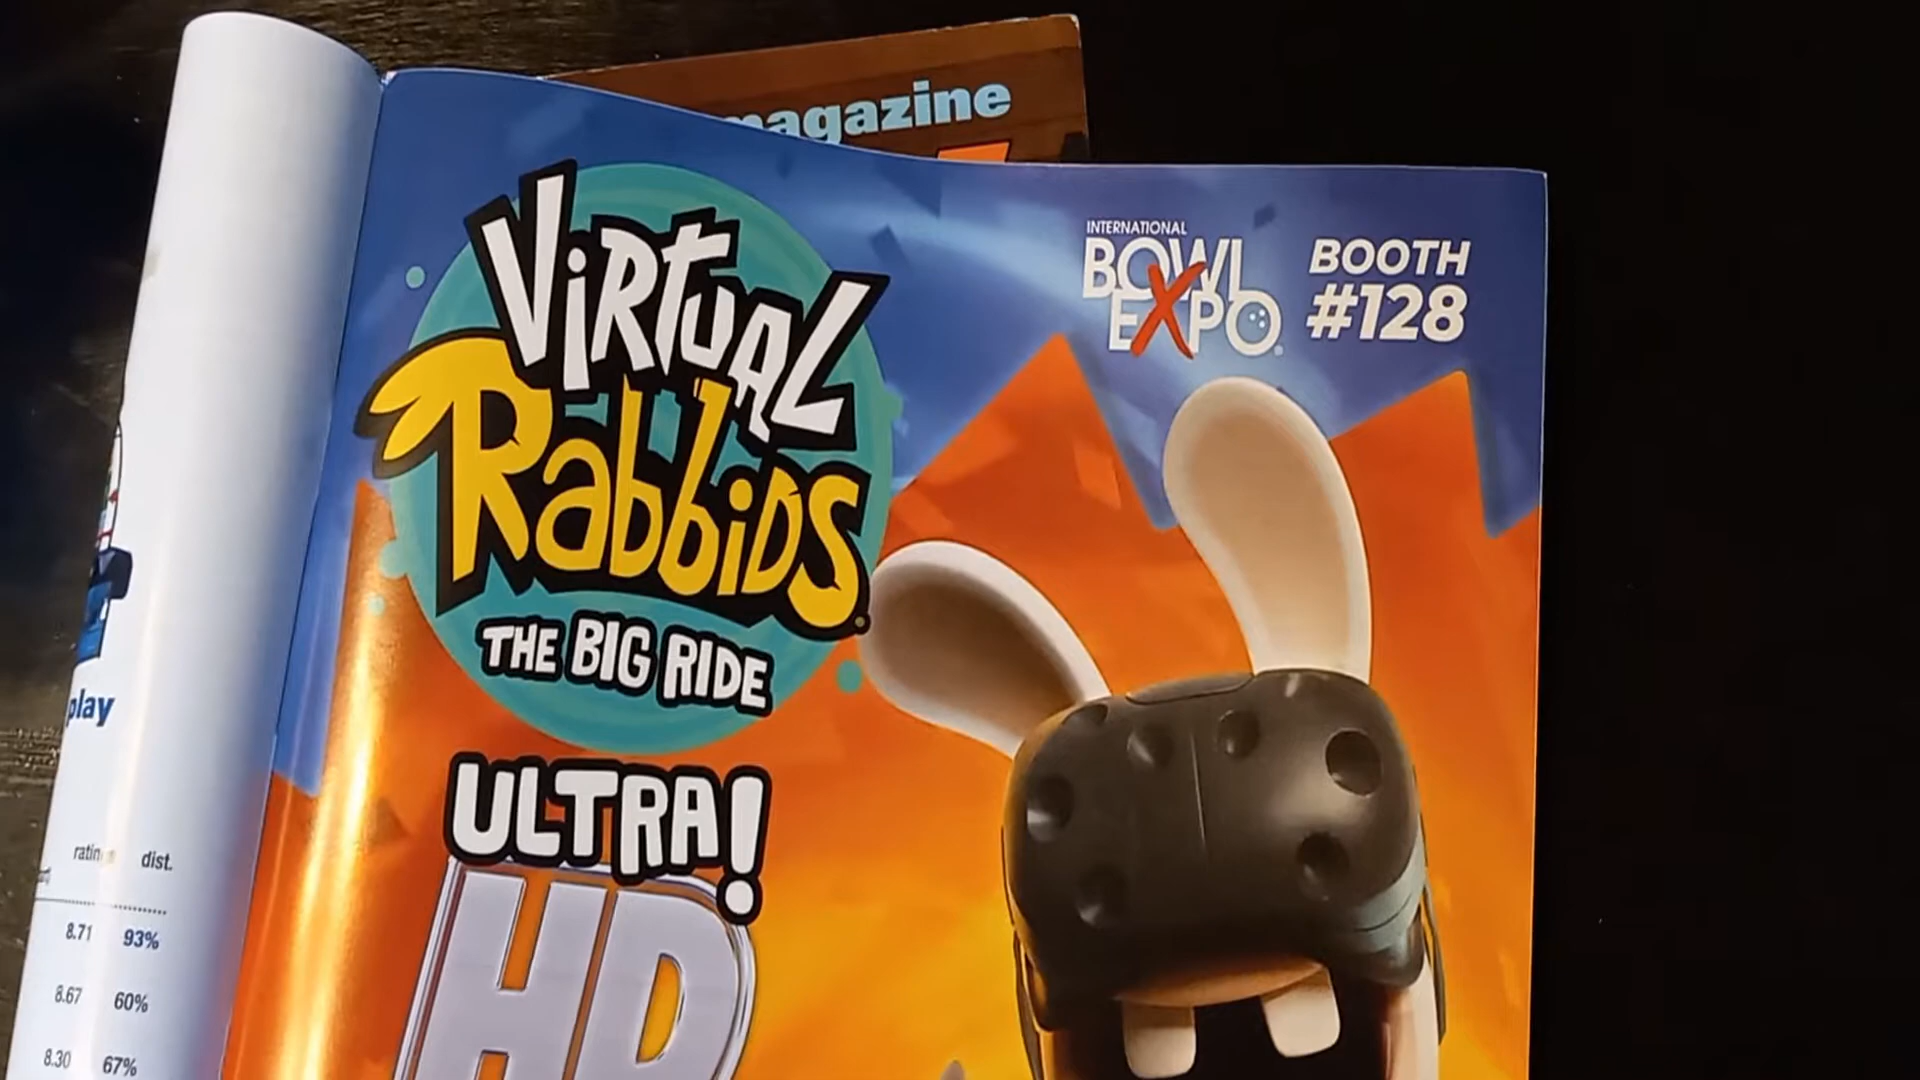 magazine
VIRTUAL
Rabbids
THE BIG RIDE
ULTRA!
HD
INTERNATIONAL
BOWL
EXPO
BOOTH
#128
play
dist.
8.71 93%
8.67 60%
8.30 67%